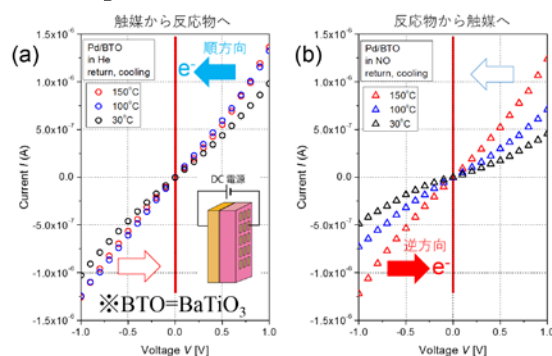 触媒から反応物へ
反応物から触媒へ
(a)
Pd/BTO
in He
return, cooling
150°C
100°C
30°C
順方向
e-
DC 電源
※BTO=BaTiO3
Current I (A)
1.5x10-6
1.0x10-6
5.0x10-7
0.0
-5.0x10-7
-1.0x10-6
-1.5x10-6
-1.0
-0.5
0.0
0.5
1.0
Voltage V [V]
(b)
Pd/BTO
in NO
return, cooling
150°C
100°C
30°C
逆方向
e-
Current I (A)
1.5x10-6
1.0x10-6
5.0x10-7
0.0
-5.0x10-7
-1.0x10-6
-1.5x10-6
-1.0
-0.5
0.0
0.5
1.0
Voltage V [V]